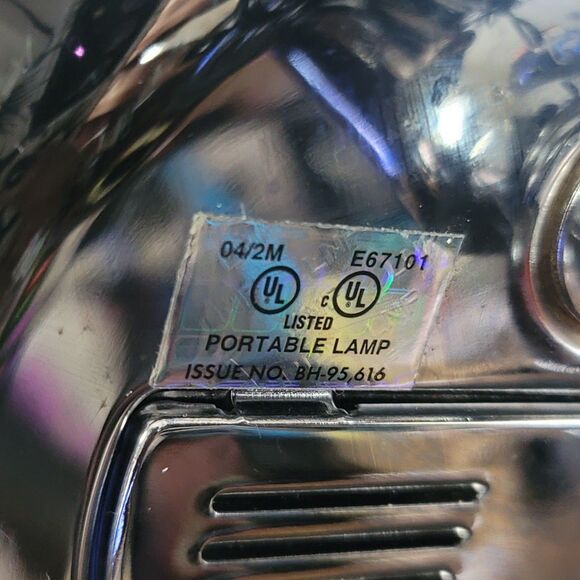 04/2M E67101
UL c UL
LISTED
PORTABLE LAMP
ISSUE NO. BH-95,616